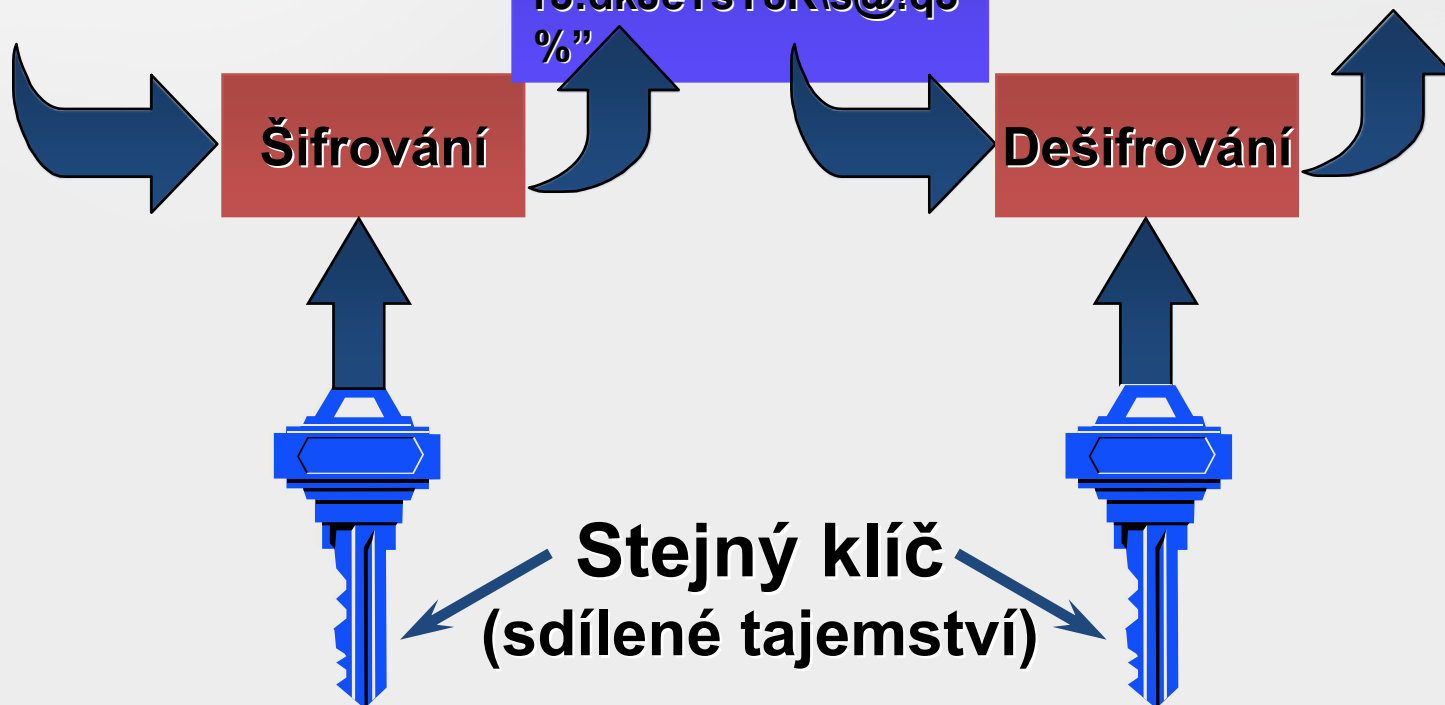 %”
Šifrování
Dešifrování
Stejný klíč
(sdílené tajemství)